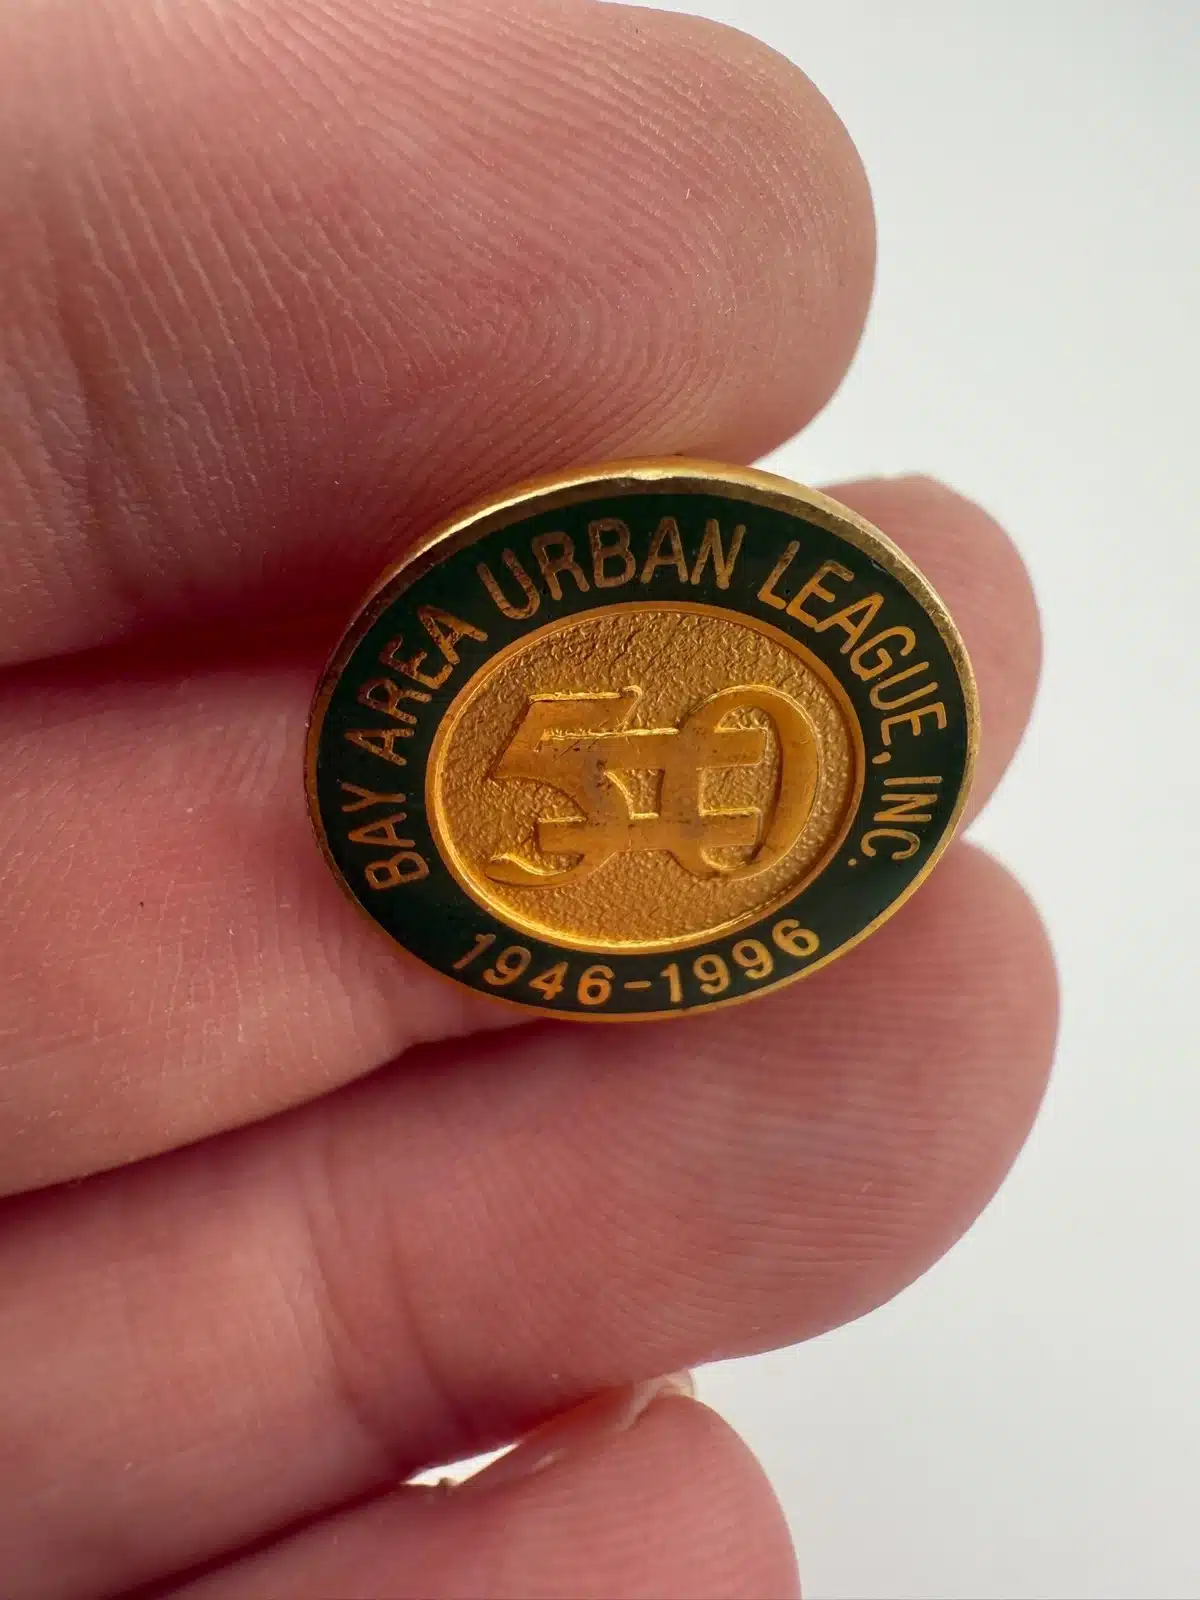 BAY AREA URBAN LEAGUE, INC.
50
1946-1996